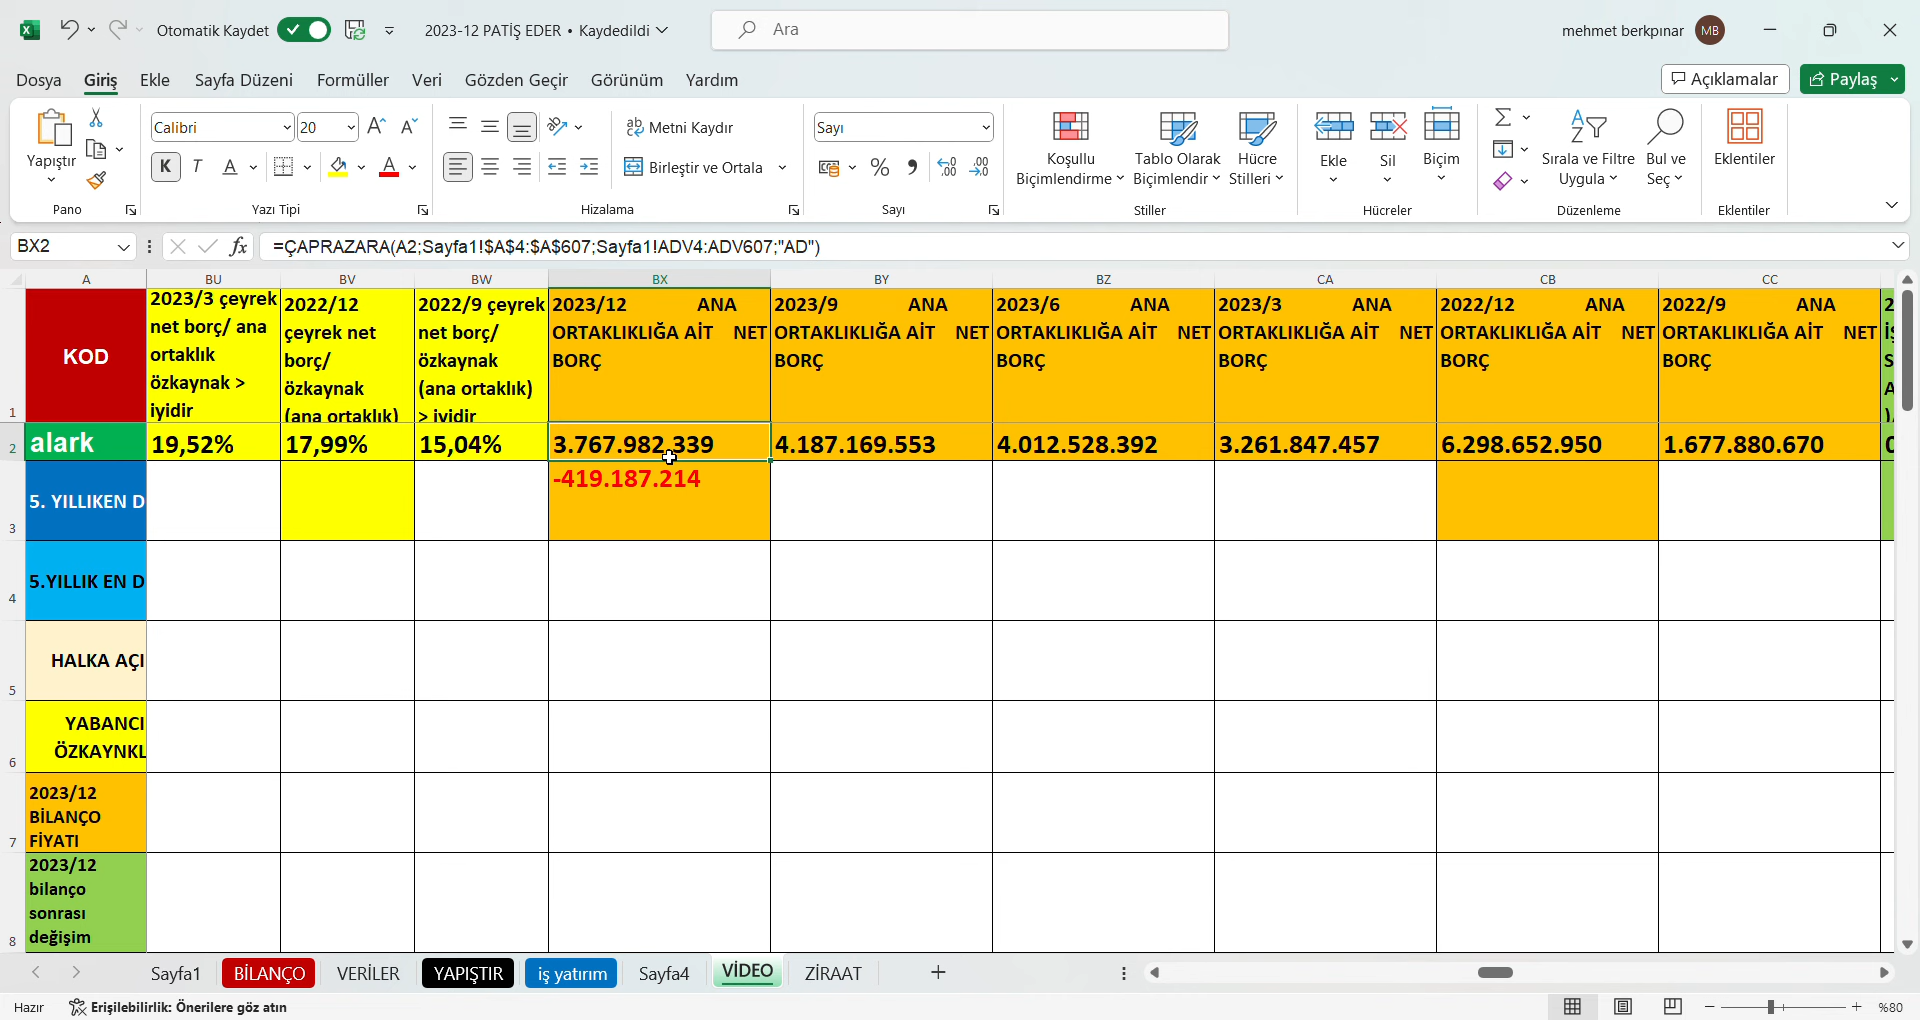 Otomatik Kaydet
2023-12 PATİŞ EDER • Kaydedildi
Ara
mehmet berkpınar
MB
Dosya
Giriş
Ekle
Sayfa Düzeni
Formüller
Veri
Gözden Geçir
Görünüm
Yardım
Açıklamalar
Paylaş
Yapıştır
Pano
Calibri
20
K
T
A
A
Yazı Tipi
Metni Kaydır
Birleştir ve Ortala
Hizalama
Sayı
Sayı
Koşullu
Biçimlendirme
Tablo Olarak
Biçimlendir
Hücre
Stilleri
Stiller
Ekle
Sil
Biçim
Hücreler
Sırala ve Filtre
Uygula
Bul ve
Seç
Düzenleme
Eklentiler
Eklentiler
BX2
fx
=ÇAPRAZARA(A2;Sayfa1!$A$4:$A$607;Sayfa1!ADV4:ADV607;"AD")
A BU BV BW BX BY BZ CA CB CC
1
KOD
2023/3 çeyrek
net borç/ ana
ortaklık
özkaynak >
iyidir
2022/12
çeyrek net
borç/
özkaynak
(ana ortaklık)
2022/9 çeyrek
net borç/
özkaynak
(ana ortaklık)
> iyidir
2023/12 ANA
ORTAKLIKLIĞA AİT NET
BORÇ
2023/9 ANA
ORTAKLIKLIĞA AİT NET
BORÇ
2023/6 ANA
ORTAKLIKLIĞA AİT NET
BORÇ
2023/3 ANA
ORTAKLIKLIĞA AİT NET
BORÇ
2022/12 ANA
ORTAKLIKLIĞA AİT NET
BORÇ
2022/9 ANA
ORTAKLIKLIĞA AİT NET
BORÇ
2 alark 19,52% 17,99% 15,04% 3.767.982.339 4.187.169.553 4.012.528.392 3.261.847.457 6.298.652.950 1.677.880.670
3 5. YILLIKEN D -419.187.214
4 5.YILLIK EN D
5 HALKA AÇI
6 YABANCI
ÖZKAYNKL
7 2023/12
BİLANÇO
FİYATI
8 2023/12
bilanço
sonrası
değişim
Sayfa1
BİLANÇO
VERİLER
YAPIŞTIR
iş yatırım
Sayfa4
VİDEO
ZİRAAT
Hazır
Erişilebilirlik: Önerilere göz atın
%80